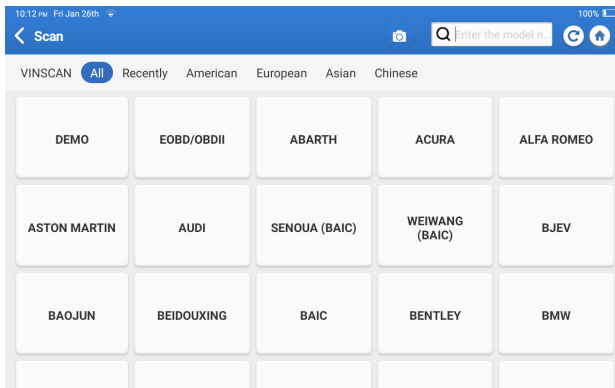 10:12 PM Fri Jan 26th 100%
Scan Enter the model n...
VINSCAN All Recently American European Asian Chinese
DEMO EOBD/OBDII ABARTH ACURA ALFA ROMEO
ASTON MARTIN AUDI SENOUA (BAIC) WEIWANG
(BAIC) BJEV
BAOJUN BEIDOUXING BAIC BENTLEY BMW